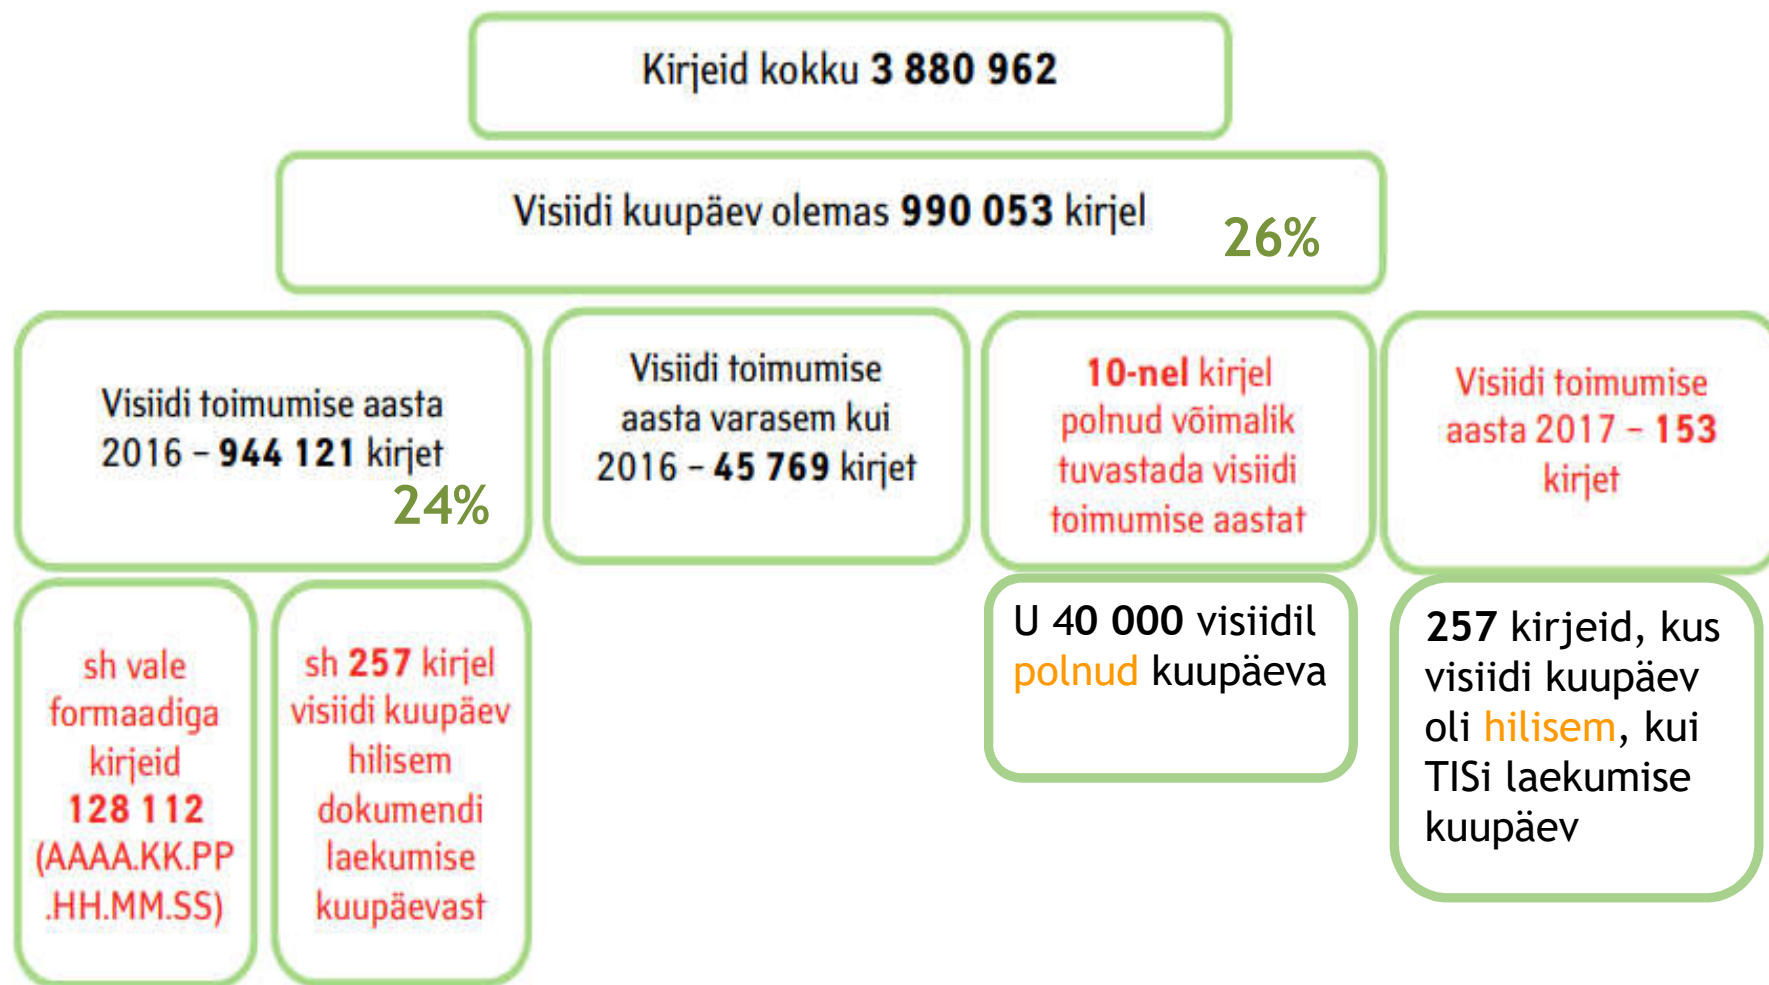 Kirjeid kokku 3 880 962
Visiidi kuupäev olemas 990 053 kirjel
26%
Visiidi toimumise aasta
2016 – 944 121 kirjet
24%
Visiidi toimumise
aasta varasem kui
2016 – 45 769 kirjet
10-nel kirjel
polnud võimalik
tuvastada visiidi
toimumise aastat
Visiidi toimumise
aasta 2017 – 153
kirjet
sh vale
formaadiga
kirjeid
128 112
(AAAA.KK.PP
.HH.MM.SS)
sh 257 kirjel
visiidi kuupäev
hilisem
dokumendi
laekumise
kuupäevast
U 40 000 visiidil
polnud kuupäeva
257 kirjeid, kus
visiidi kuupäev
oli hilisem, kui
TISi laekumise
kuupäev